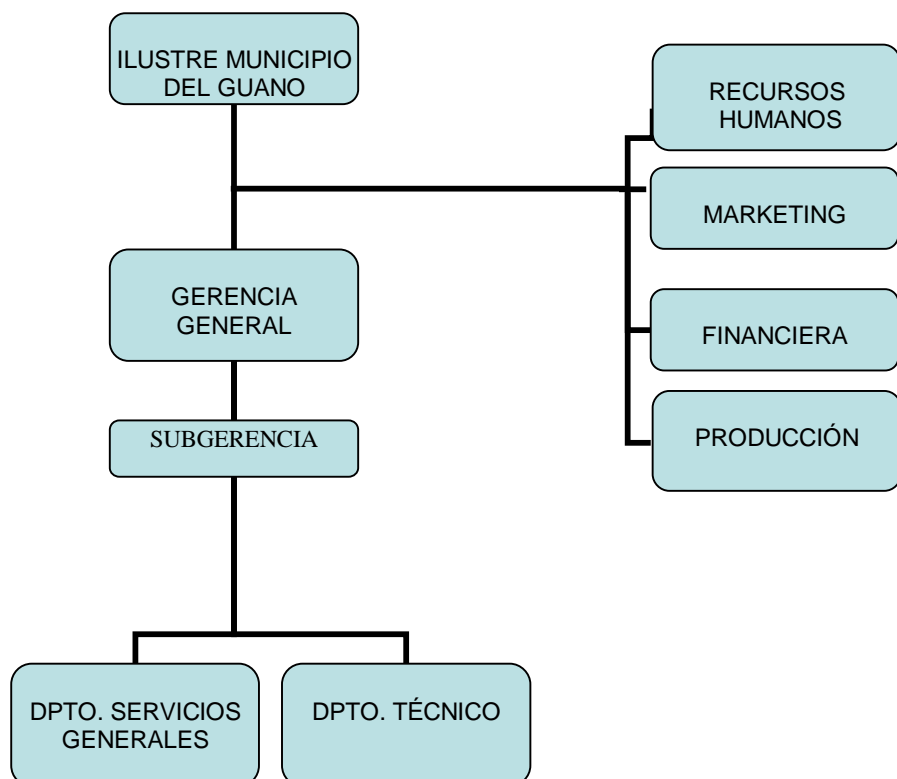 ILUSTRE MUNICIPIO
DEL GUANO
RECURSOS
HUMANOS
MARKETING
GERENCIA
GENERAL
FINANCIERA
SUBGERENCIA
PRODUCCIÓN
DPTO. SERVICIOS
GENERALES
DPTO. TÉCNICO